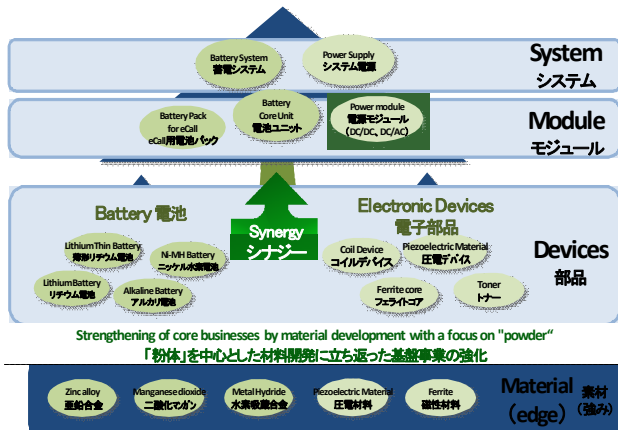 Battery System
蓄電システム
Power Supply
システム電源
System
システム
Battery Pack
for eCall
eCall用電池パック
Battery
Core Unit
電池ユニット
Power module
電源モジュール
（DC/DC、DC/AC）
Module
モジュール
Battery 電池
Synergy
シナジー
Electronic Devices
電子部品
Lithium Thin Battery
薄形リチウム電池
Ni-MH Battery
ニッケル水素電池
Lithium Battery
リチウム電池
Alkaline Battery
アルカリ電池
Coil Device
コイルデバイス
Piezoelectric Material
圧電デバイス
Ferrite core
フェライトコア
Toner
トナー
Devices
部品
Strengthening of core businesses by material development with a focus on "powder“
「粉体」を中心とした材料開発に立ち返った基盤事業の強化
Zinc alloy
亜鉛合金
Manganese dioxide
二酸化マンガン
Metal Hydride
水素吸蔵合金
Piezoelectric Material
圧電材料
Ferrite
磁性材料
Material 素材
(edge) （強み）